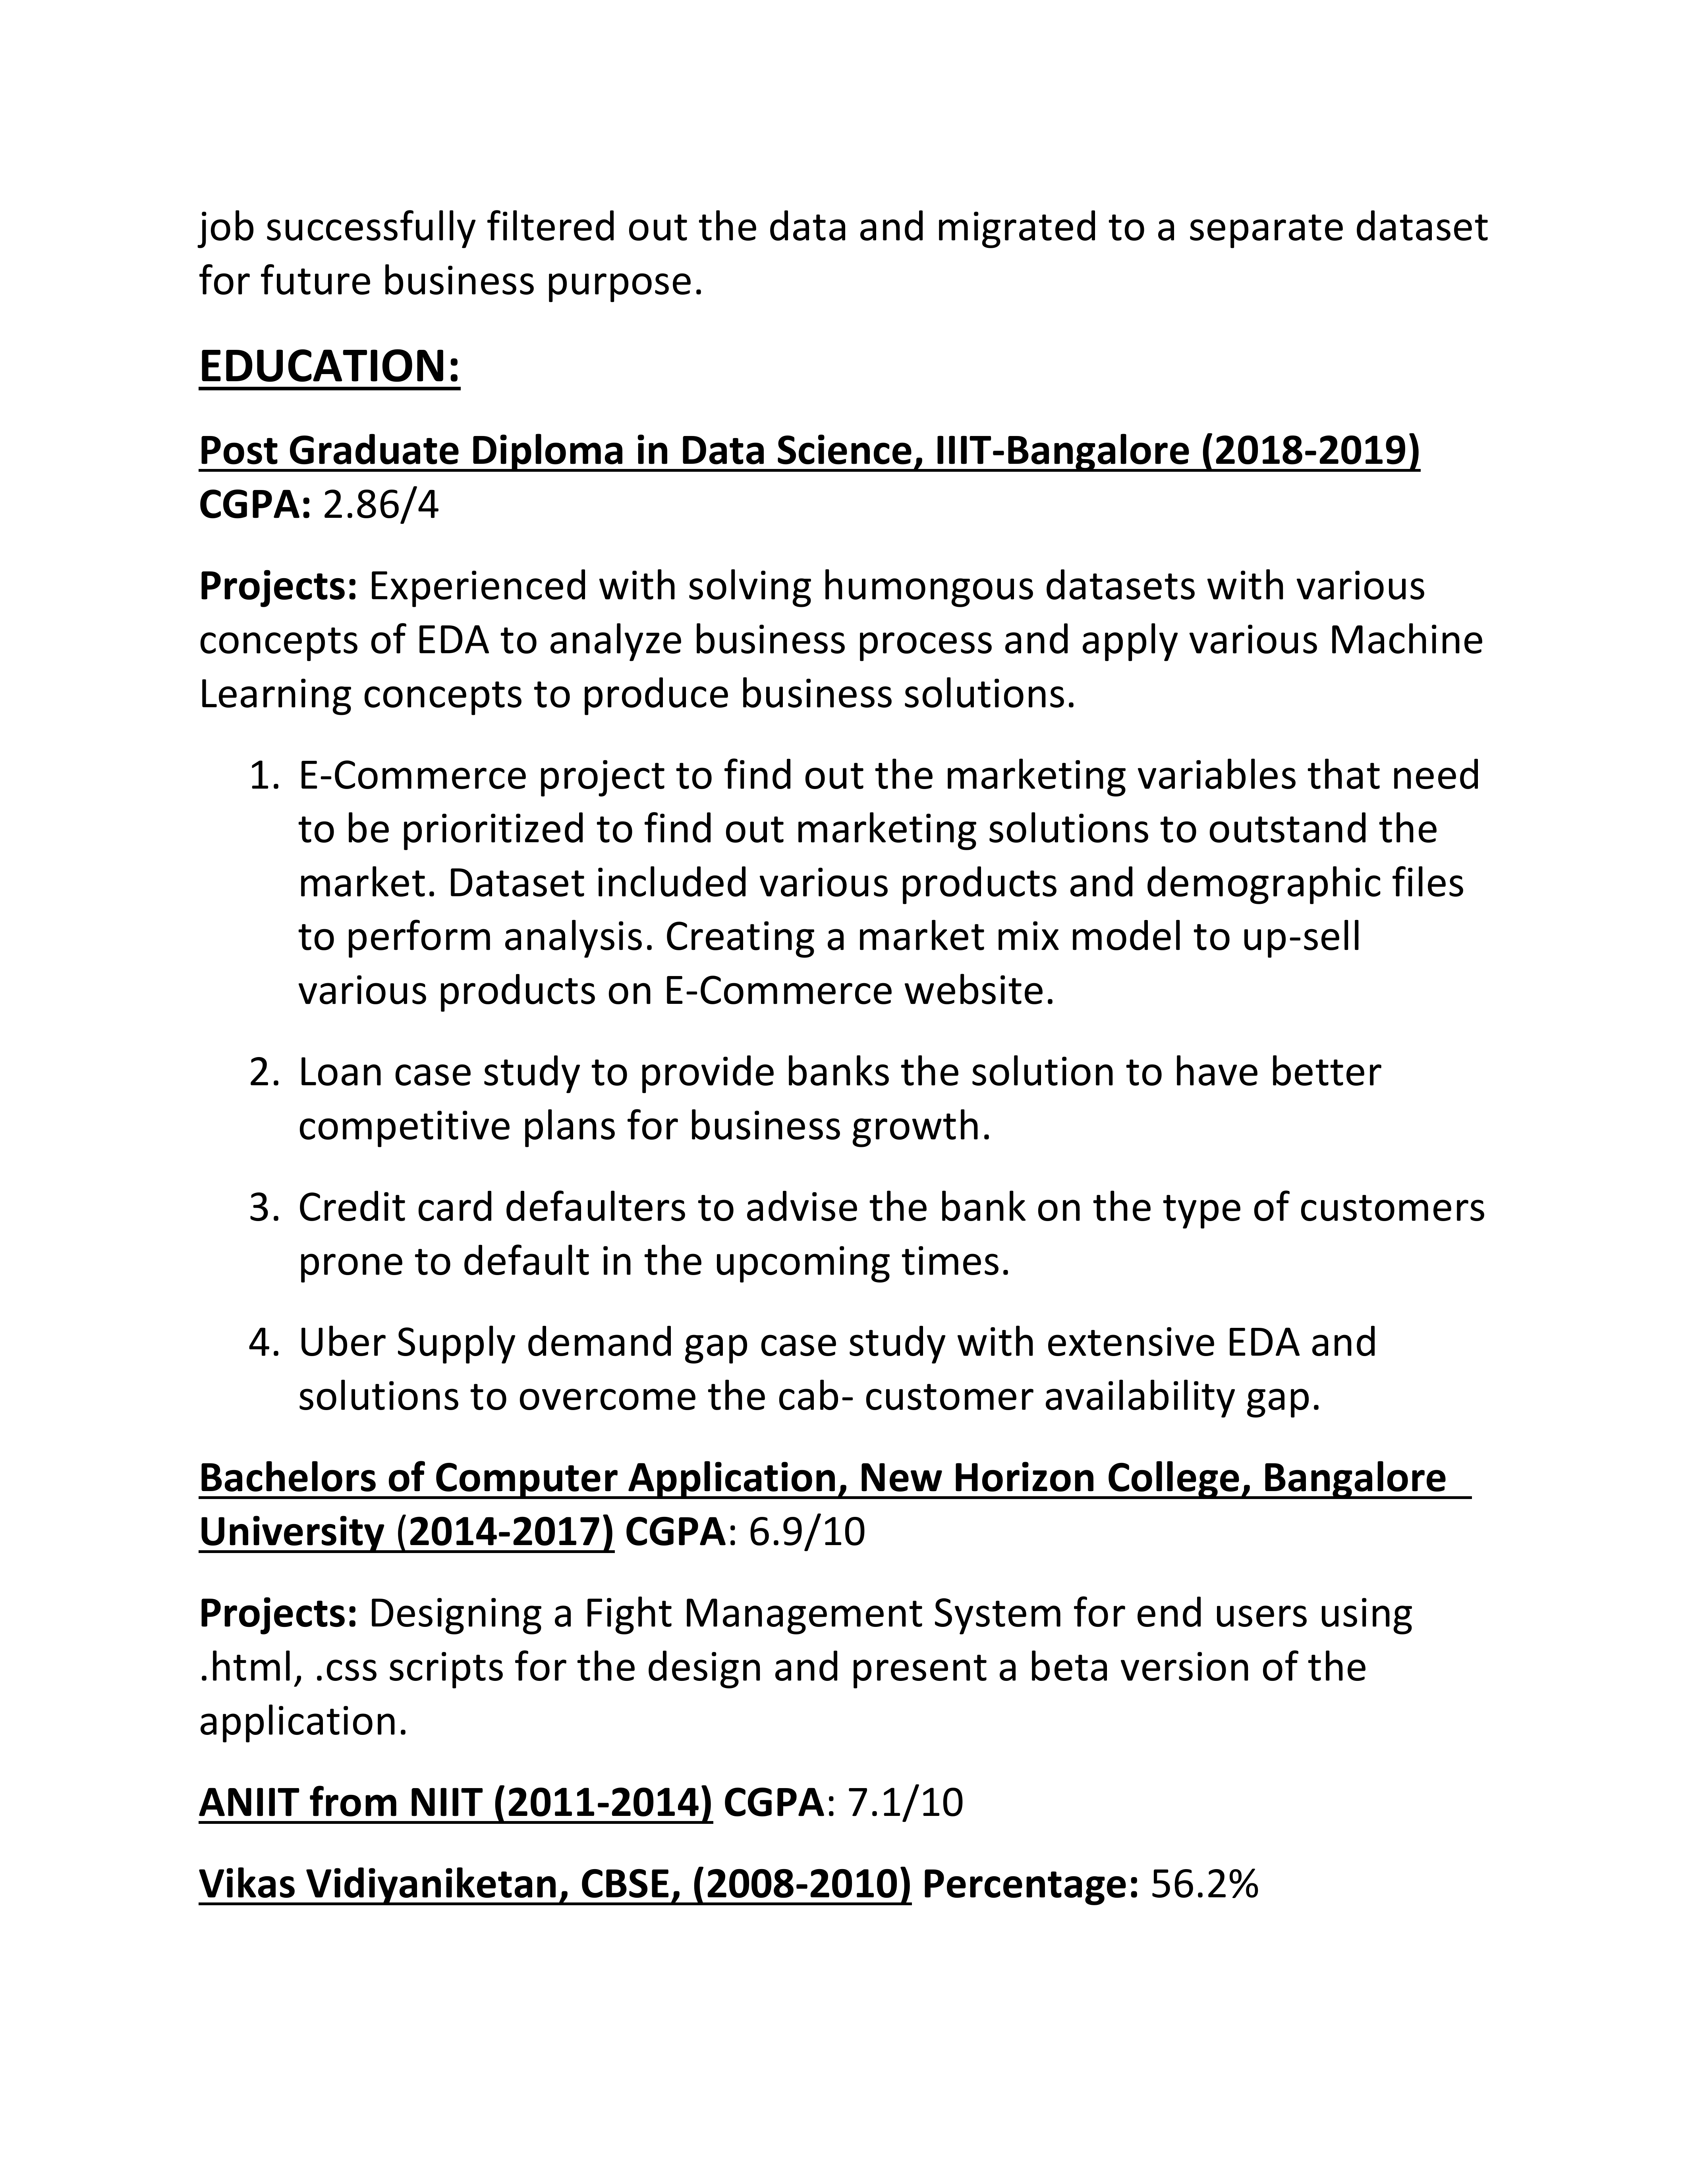 job successfully filtered out the data and migrated to a separate dataset
for future business purpose.
EDUCATION:
Post Graduate Diploma in Data Science, IIIT-Bangalore (2018-2019)
CGPA: 2.86/4
Projects: Experienced with solving humongous datasets with various
concepts of EDA to analyze business process and apply various Machine
Learning concepts to produce business solutions.
1. E-Commerce project to find out the marketing variables that need
to be prioritized to find out marketing solutions to outstand the
market. Dataset included various products and demographic files
to perform analysis. Creating a market mix model to up-sell
various products on E-Commerce website.
2. Loan case study to provide banks the solution to have better
competitive plans for business growth.
3. Credit card defaulters to advise the bank on the type of customers
prone to default in the upcoming times.
4. Uber Supply demand gap case study with extensive EDA and
solutions to overcome the cab- customer availability gap.
Bachelors of Computer Application, New Horizon College, Bangalore
University (2014-2017) CGPA: 6.9/10
Projects: Designing a Fight Management System for end users using
.html, .css scripts for the design and present a beta version of the
application.
ANIIT from NIIT (2011-2014) CGPA: 7.1/10
Vikas Vidiyaniketan, CBSE, (2008-2010) Percentage: 56.2%